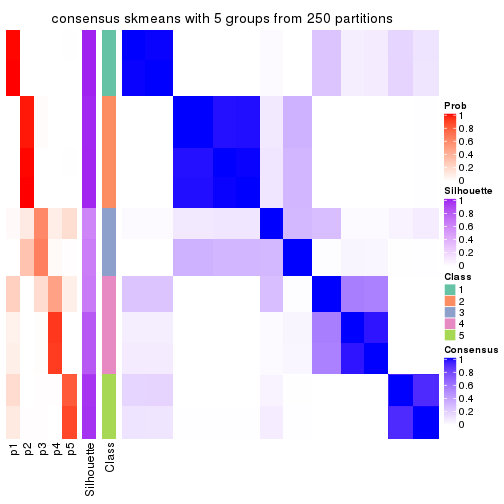 consensus skmeans with 5 groups from 250 partitions
Prob
1
0.8
0.6
0.4
0.2
0
Silhouette
1
0.8
0.6
0.4
0.2
0
Class
1
2
3
4
5
Consensus
1
0.8
0.6
0.4
0.2
0
p1
p2
p3
p4
p5
Silhouette
Class